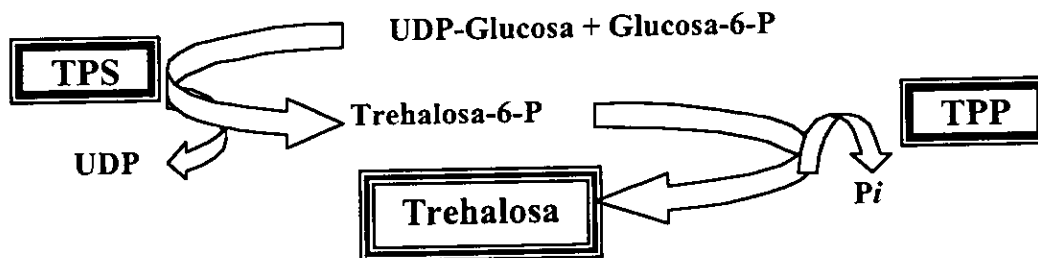 UDP-Glucosa + Glucosa-6-P
TPS
Trehalosa-6-P
TPP
UDP
Pi
Trehalosa